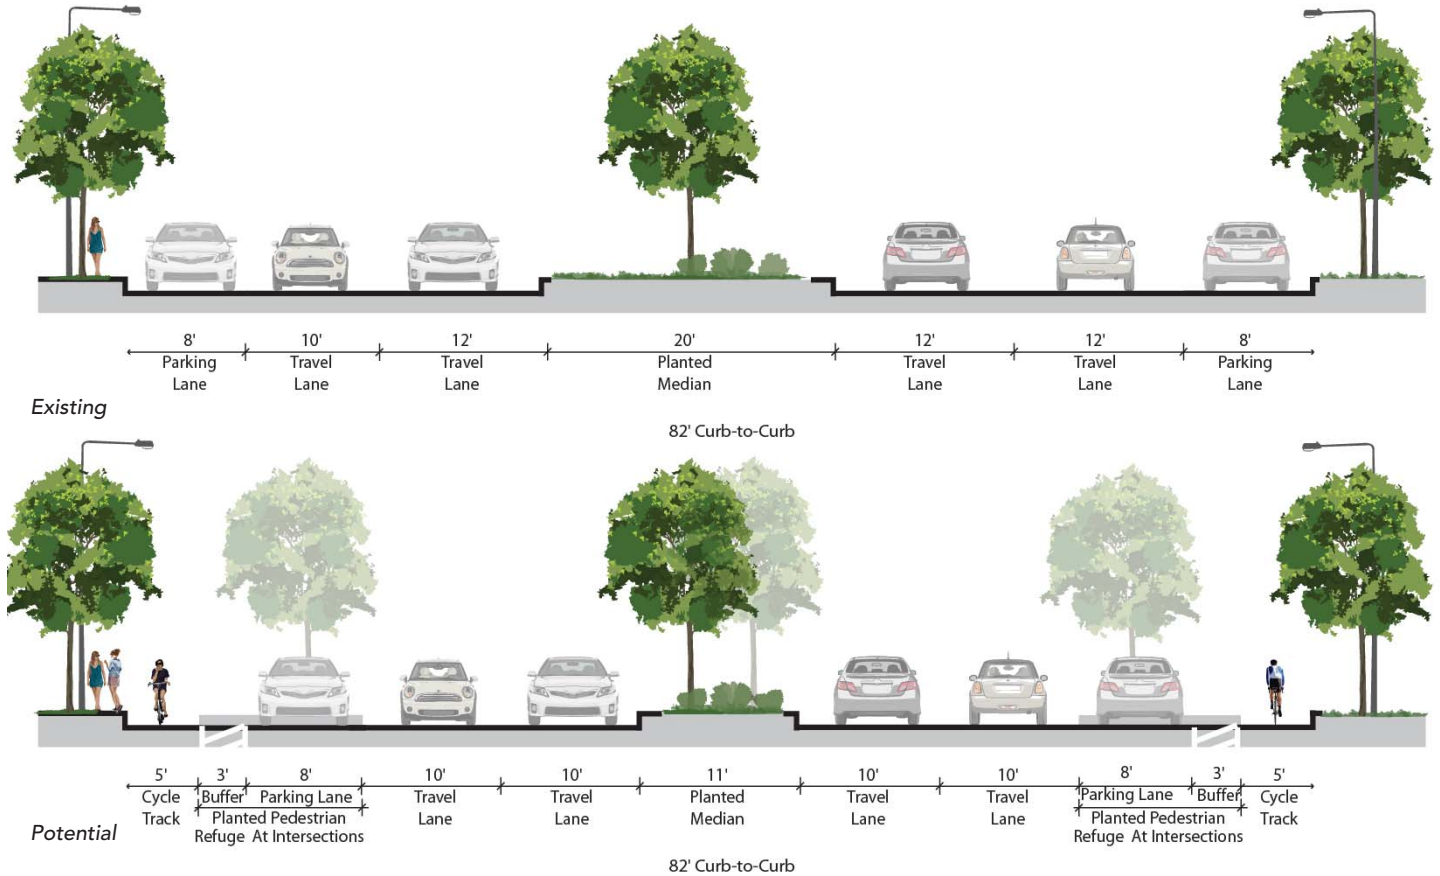 8' 10' 12' 20' 12' 12' 8'
Parking Travel Travel Planted Travel Travel Parking
Lane Lane Lane Median Lane Lane Lane
Existing
82' Curb-to-Curb
5' 3' 8' 10' 10' 11' 10' 10' 8' 3' 5'
Cycle Buffer Parking Lane Travel Travel Planted Travel Travel Parking Lane Buffer Cycle
Track Planted Pedestrian Lane Lane Median Lane Lane Planted Pedestrian Track
Potential Refuge At Intersections Refuge At Intersections
82' Curb-to-Curb